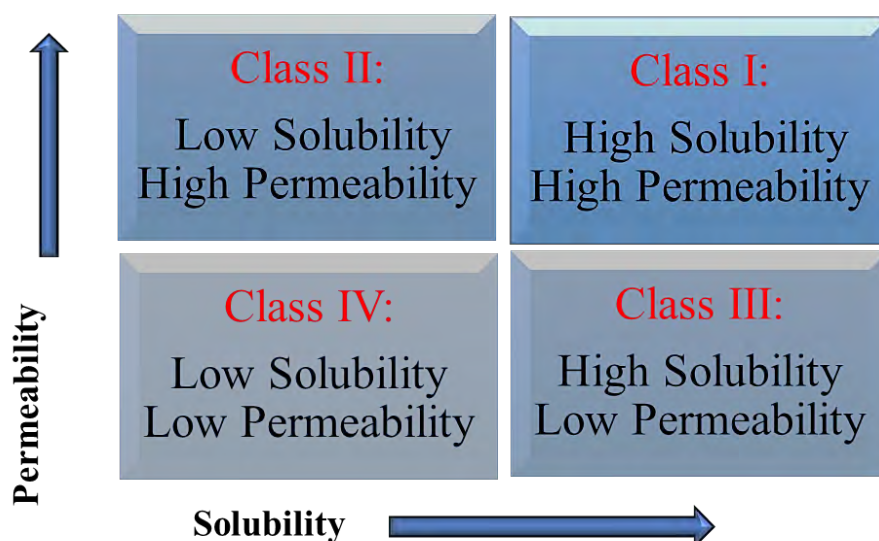 Class II:
Low Solubility
High Permeability
Class I:
High Solubility
High Permeability
Class IV:
Low Solubility
Low Permeability
Class III:
High Solubility
Low Permeability
Permeability
Solubility